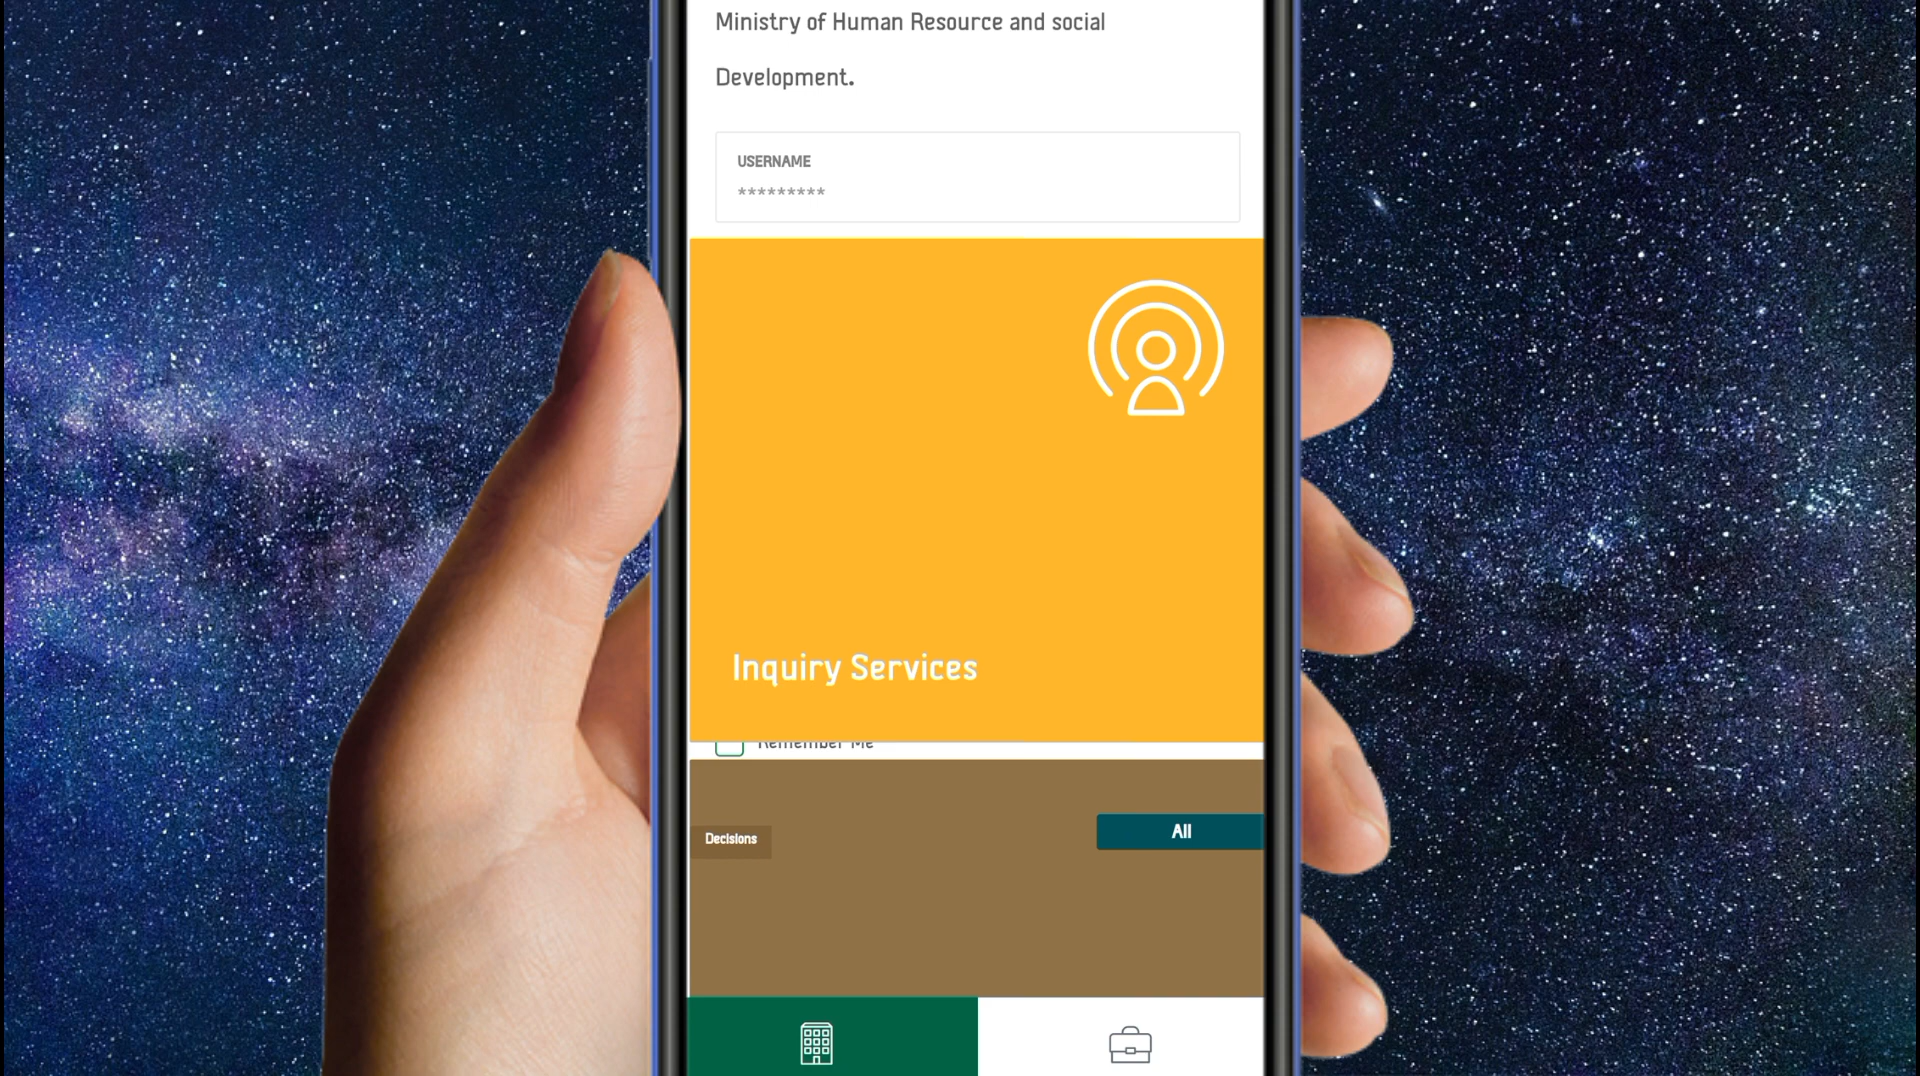 Ministry of Human Resource and social
Development.
USERNAME
*********
Inquiry Services
Remember Me
Decisions
All